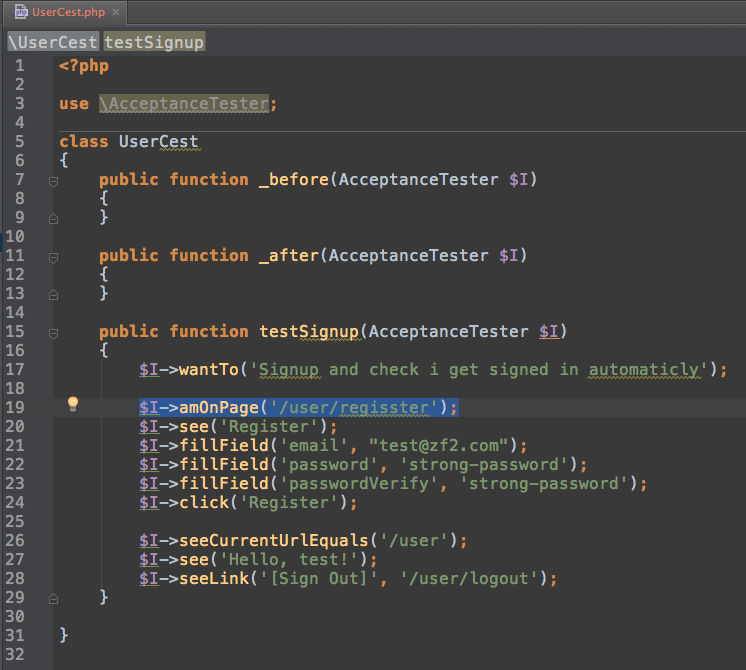 UserCest.php
\UserCest testSignup
1 <?php
2
3 use \AcceptanceTester;
4
5 class UserCest
6 {
7 public function _before(AcceptanceTester $I)
8 {
9 }
10
11 public function _after(AcceptanceTester $I)
12 {
13 }
14
15 public function testSignup(AcceptanceTester $I)
16 {
17 $I->wantTo('Signup and check i get signed in automaticly');
18
19 $I->amOnPage('/user/regisster');
20 $I->see('Register');
21 $I->fillField('email', "test@zf2.com");
22 $I->fillField('password', 'strong-password');
23 $I->fillField('passwordVerify', 'strong-password');
24 $I->click('Register');
25
26 $I->seeCurrentUrlEquals('/user');
27 $I->see('Hello, test!');
28 $I->seeLink('[Sign Out]', '/user/logout');
29 }
30
31 }
32